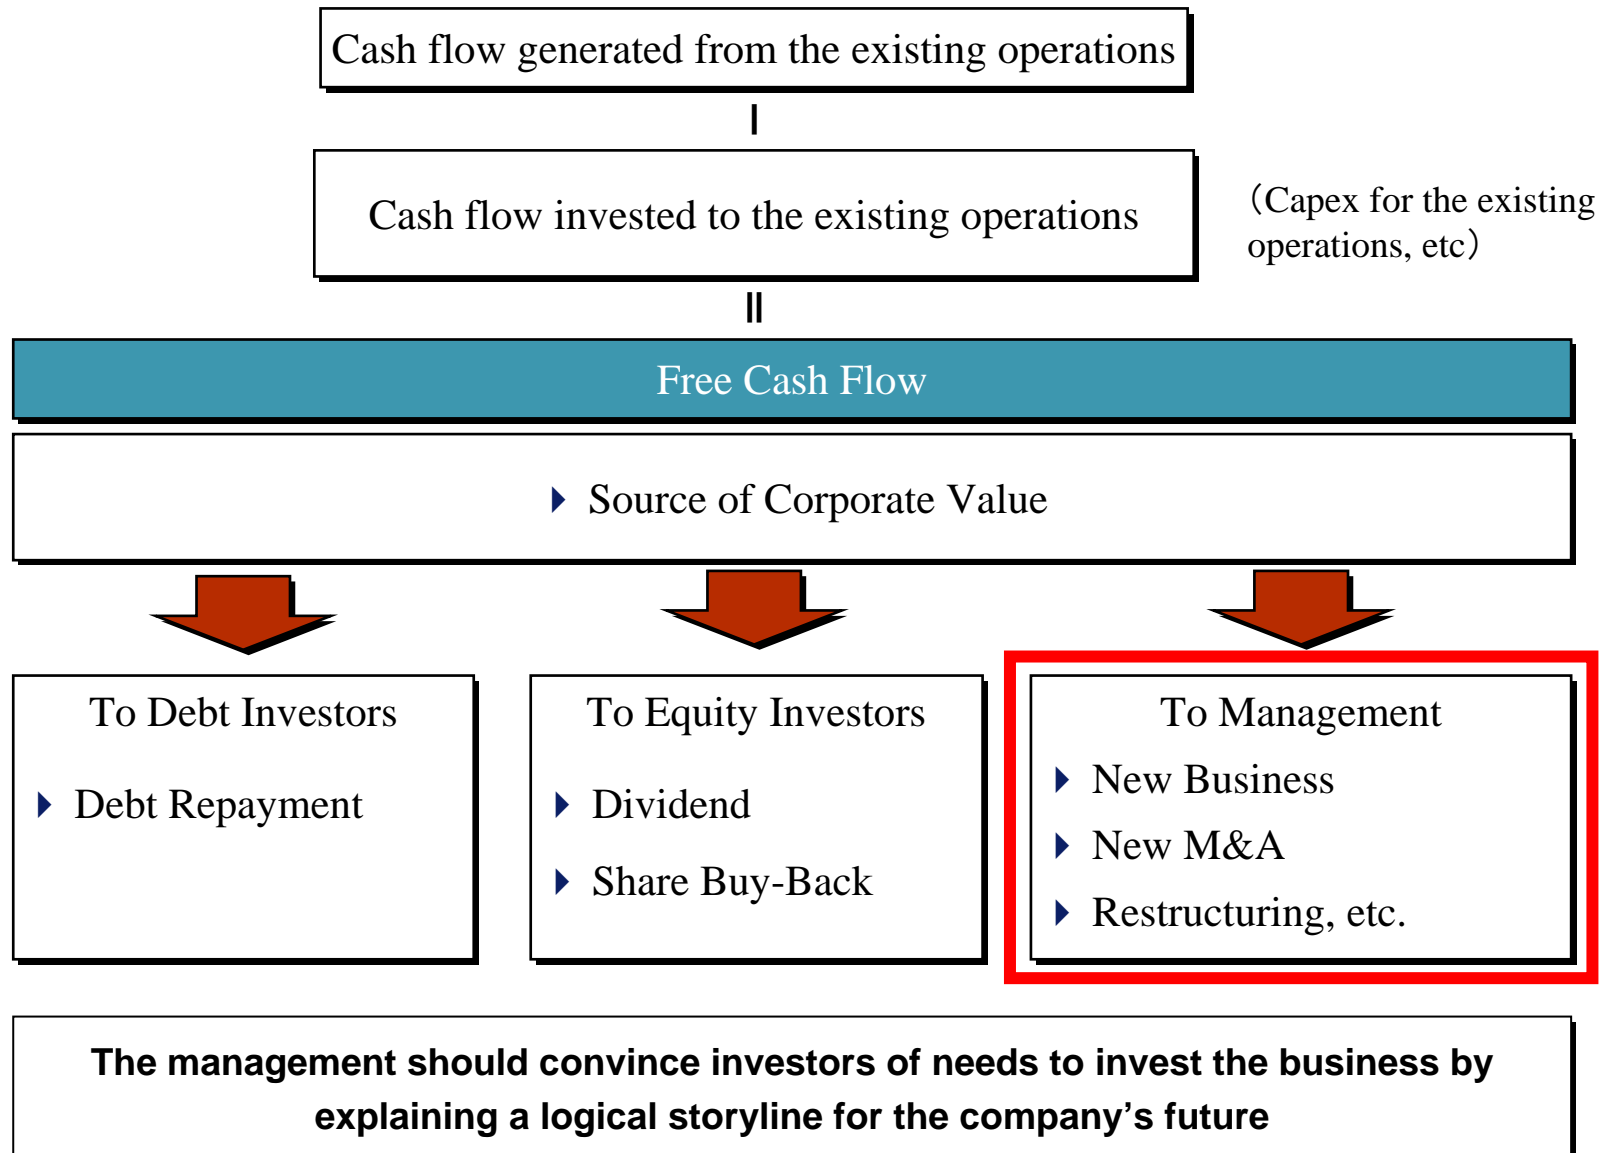 Cash flow generated from the existing operations
Cash flow invested to the existing operations
（Capex for the existing
operations, etc）
Free Cash Flow
Source of Corporate Value
To Debt Investors
Debt Repayment
To Equity Investors
Dividend
Share Buy-Back
To Management
New Business
New M&A
Restructuring, etc.
The management should convince investors of needs to invest the business by
explaining a logical storyline for the company’s future